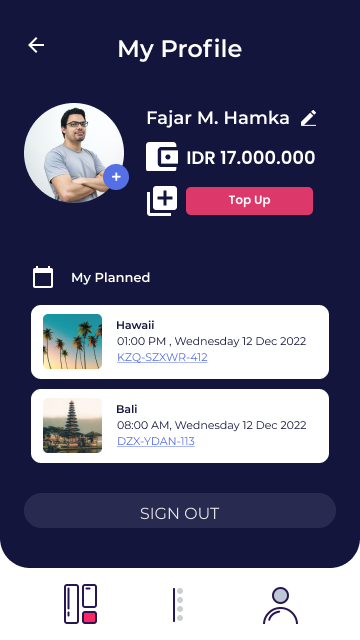 My Profile
Fajar M. Hamka
IDR 17.000.000
Top Up
My Planned
Hawaii
01:00 PM , Wednesday 12 Dec 2022
KZQ-SZXWR-412
Bali
08:00 AM, Wednesday 12 Dec 2022
DZX-YDAN-113
SIGN OUT